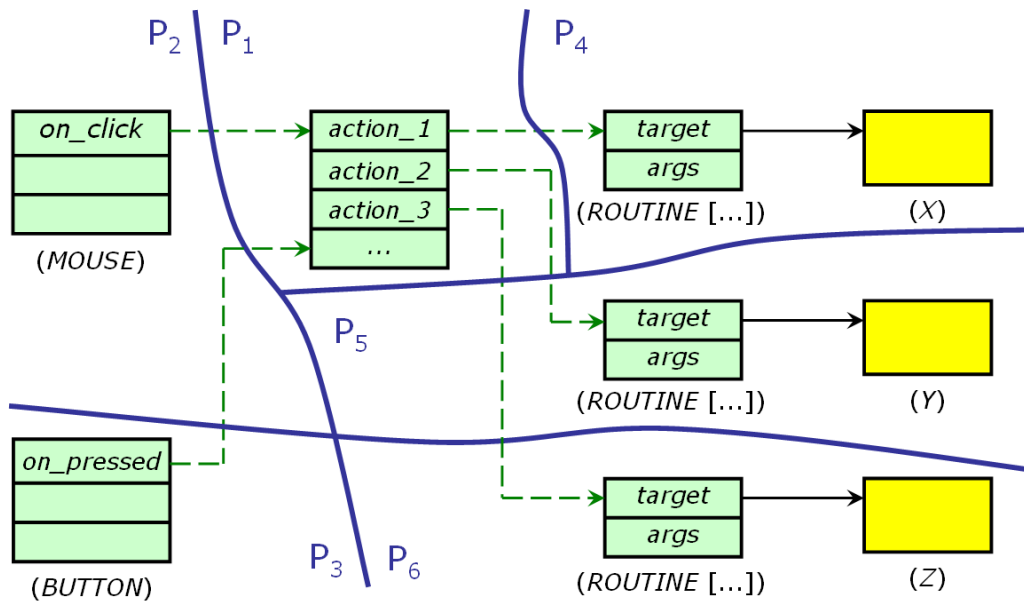 P₂ P₁ P₄
on_click
(MOUSE)
action_1
action_2
action_3
...
target
args
(ROUTINE [...])
(X)
P₅
target
args
(ROUTINE [...])
(Y)
on_pressed
(BUTTON)
P₃ P₆
target
args
(ROUTINE [...])
(Z)